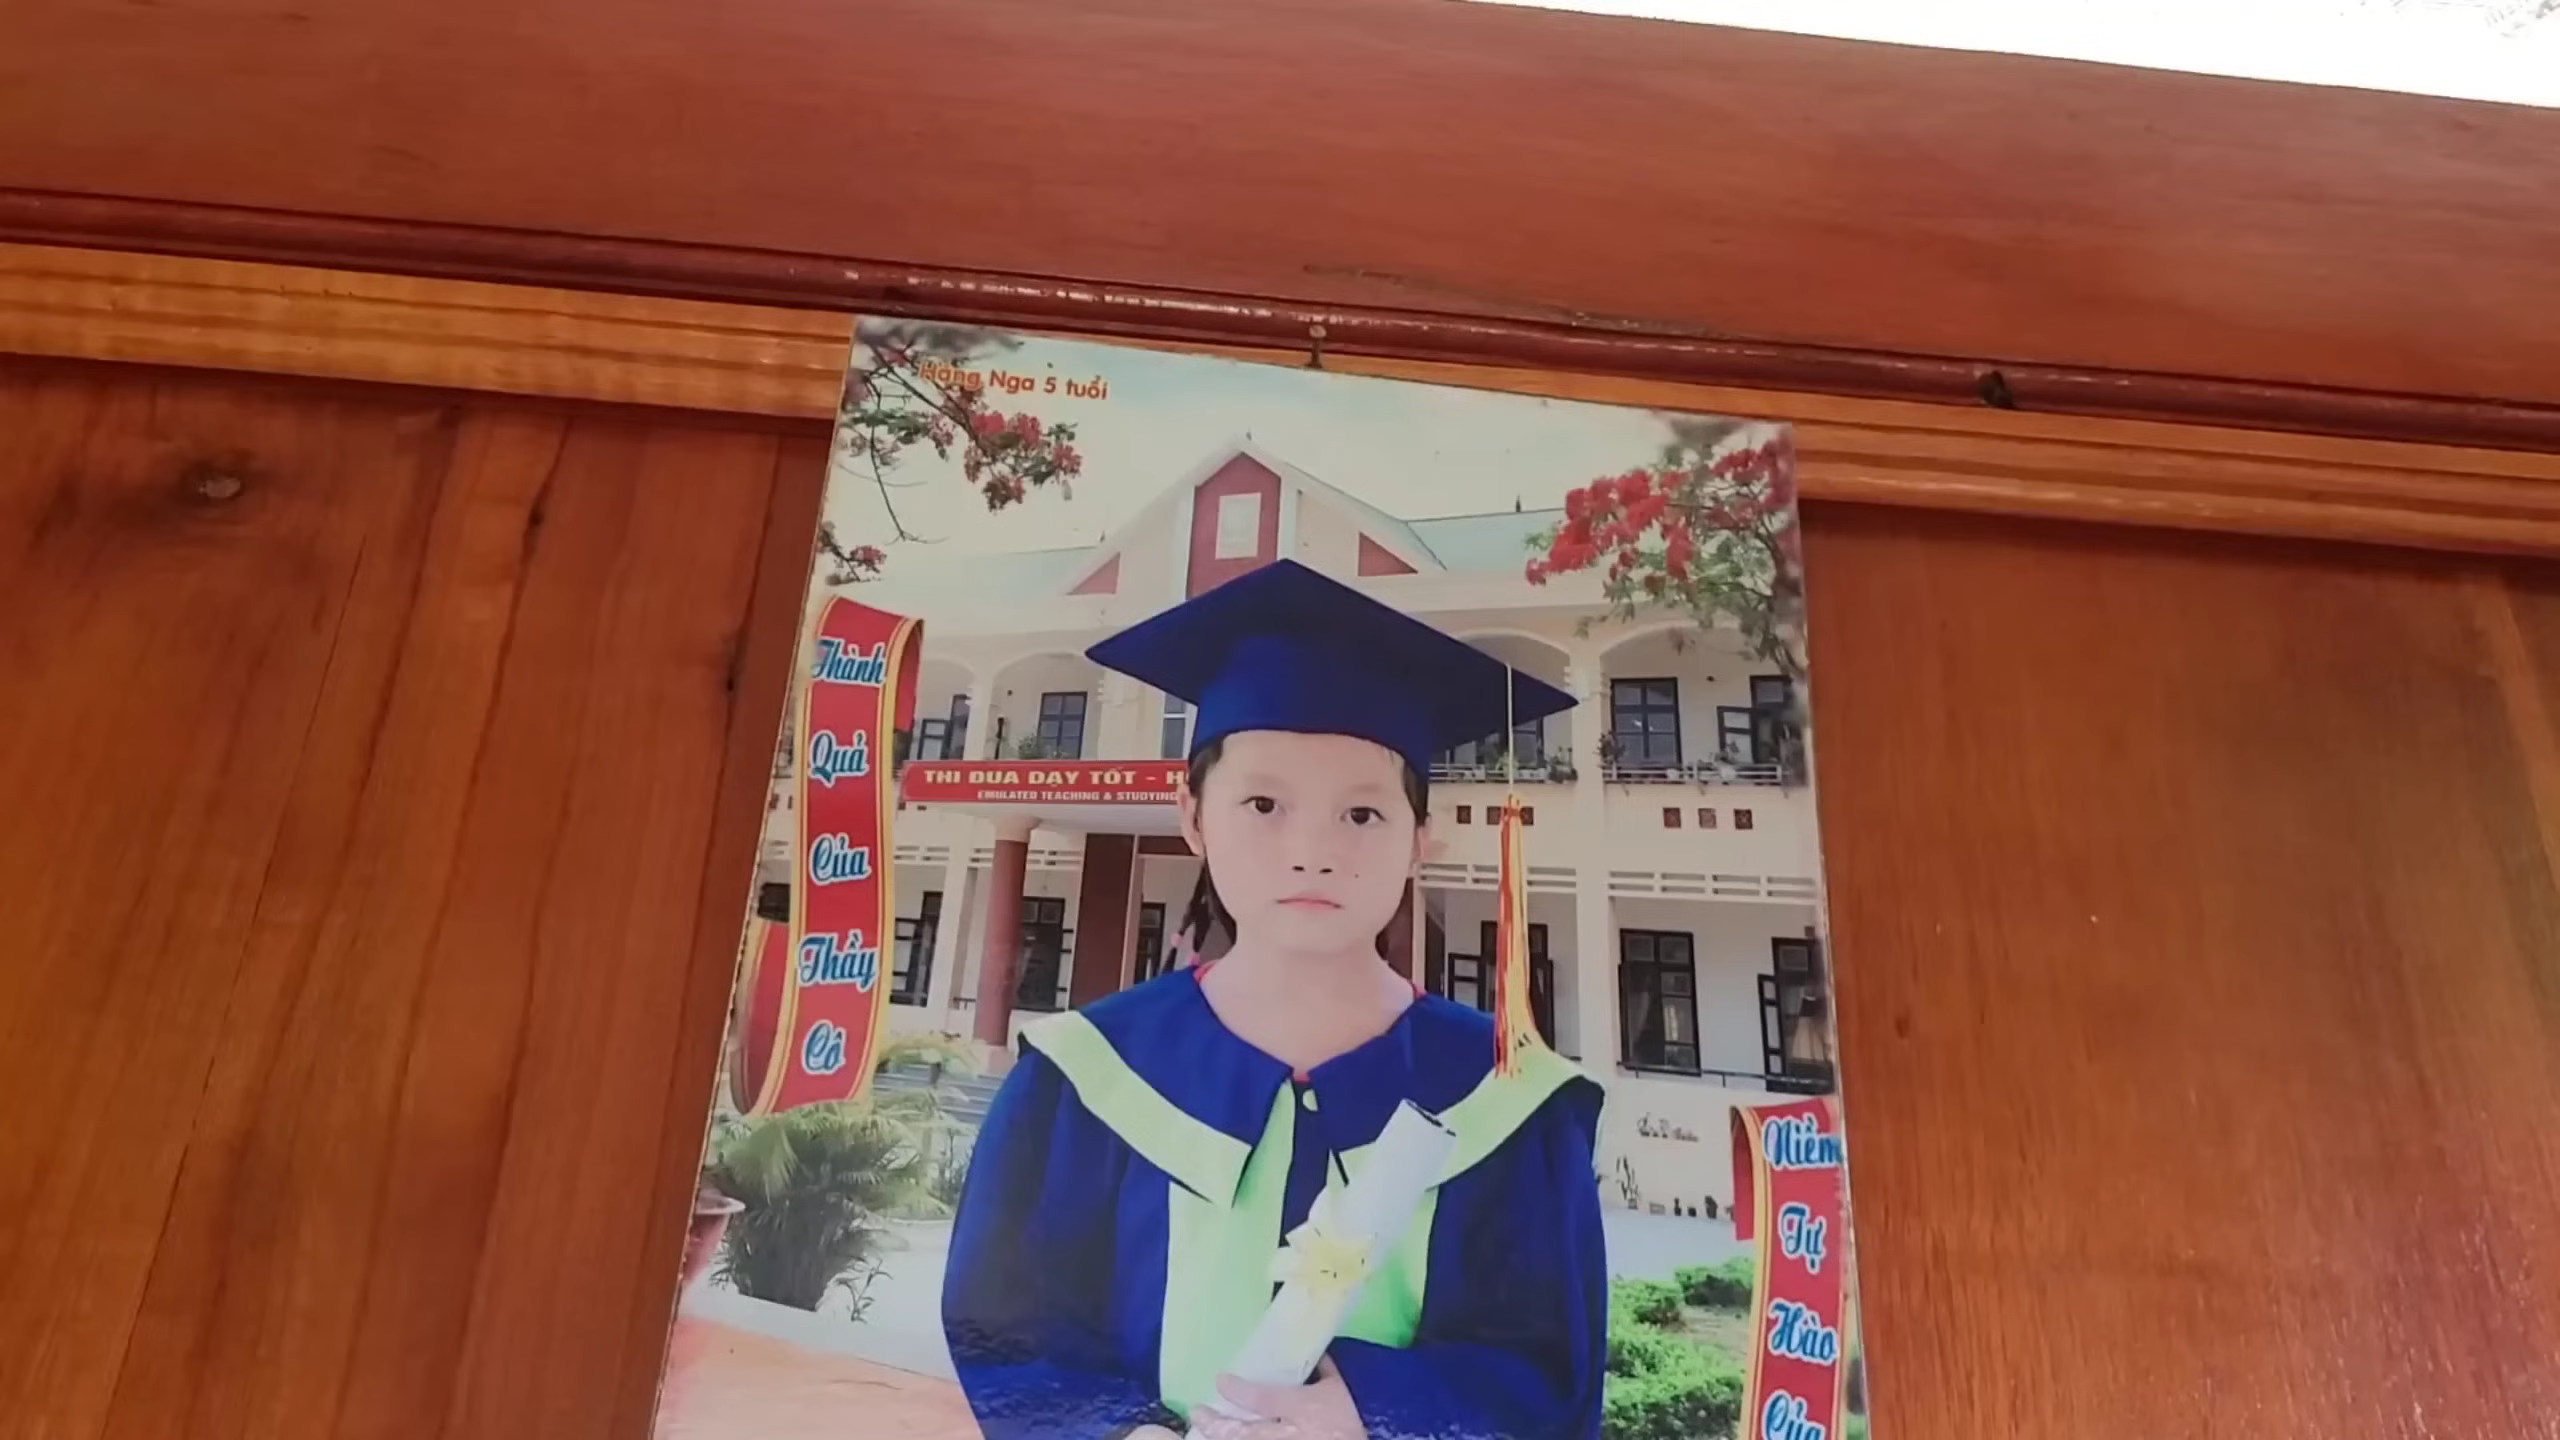 Hằng Nga 5 tuổi
Thành
Quả
Của
Thầy
Cô
THI ĐUA DẠY TỐT - H
EMULATED TEACHING & STUDYING
Niềm
Tự
Hào
Của